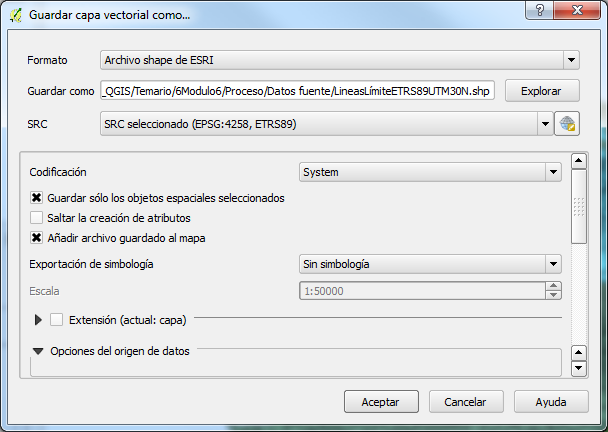 Guardar capa vectorial como...
Formato Archivo shape de ESRI
Guardar como _QGIS/Temario/6Modulo6/Proceso/Datos fuente/LineasLímiteETRS89UTM30N.shp Explorar
SRC SRC seleccionado (EPSG:4258, ETRS89)
Codificación System
Guardar sólo los objetos espaciales seleccionados
Saltar la creación de atributos
Añadir archivo guardado al mapa
Exportación de simbología Sin simbología
Escala 1:50000
Extensión (actual: capa)
Opciones del origen de datos
Aceptar Cancelar Ayuda